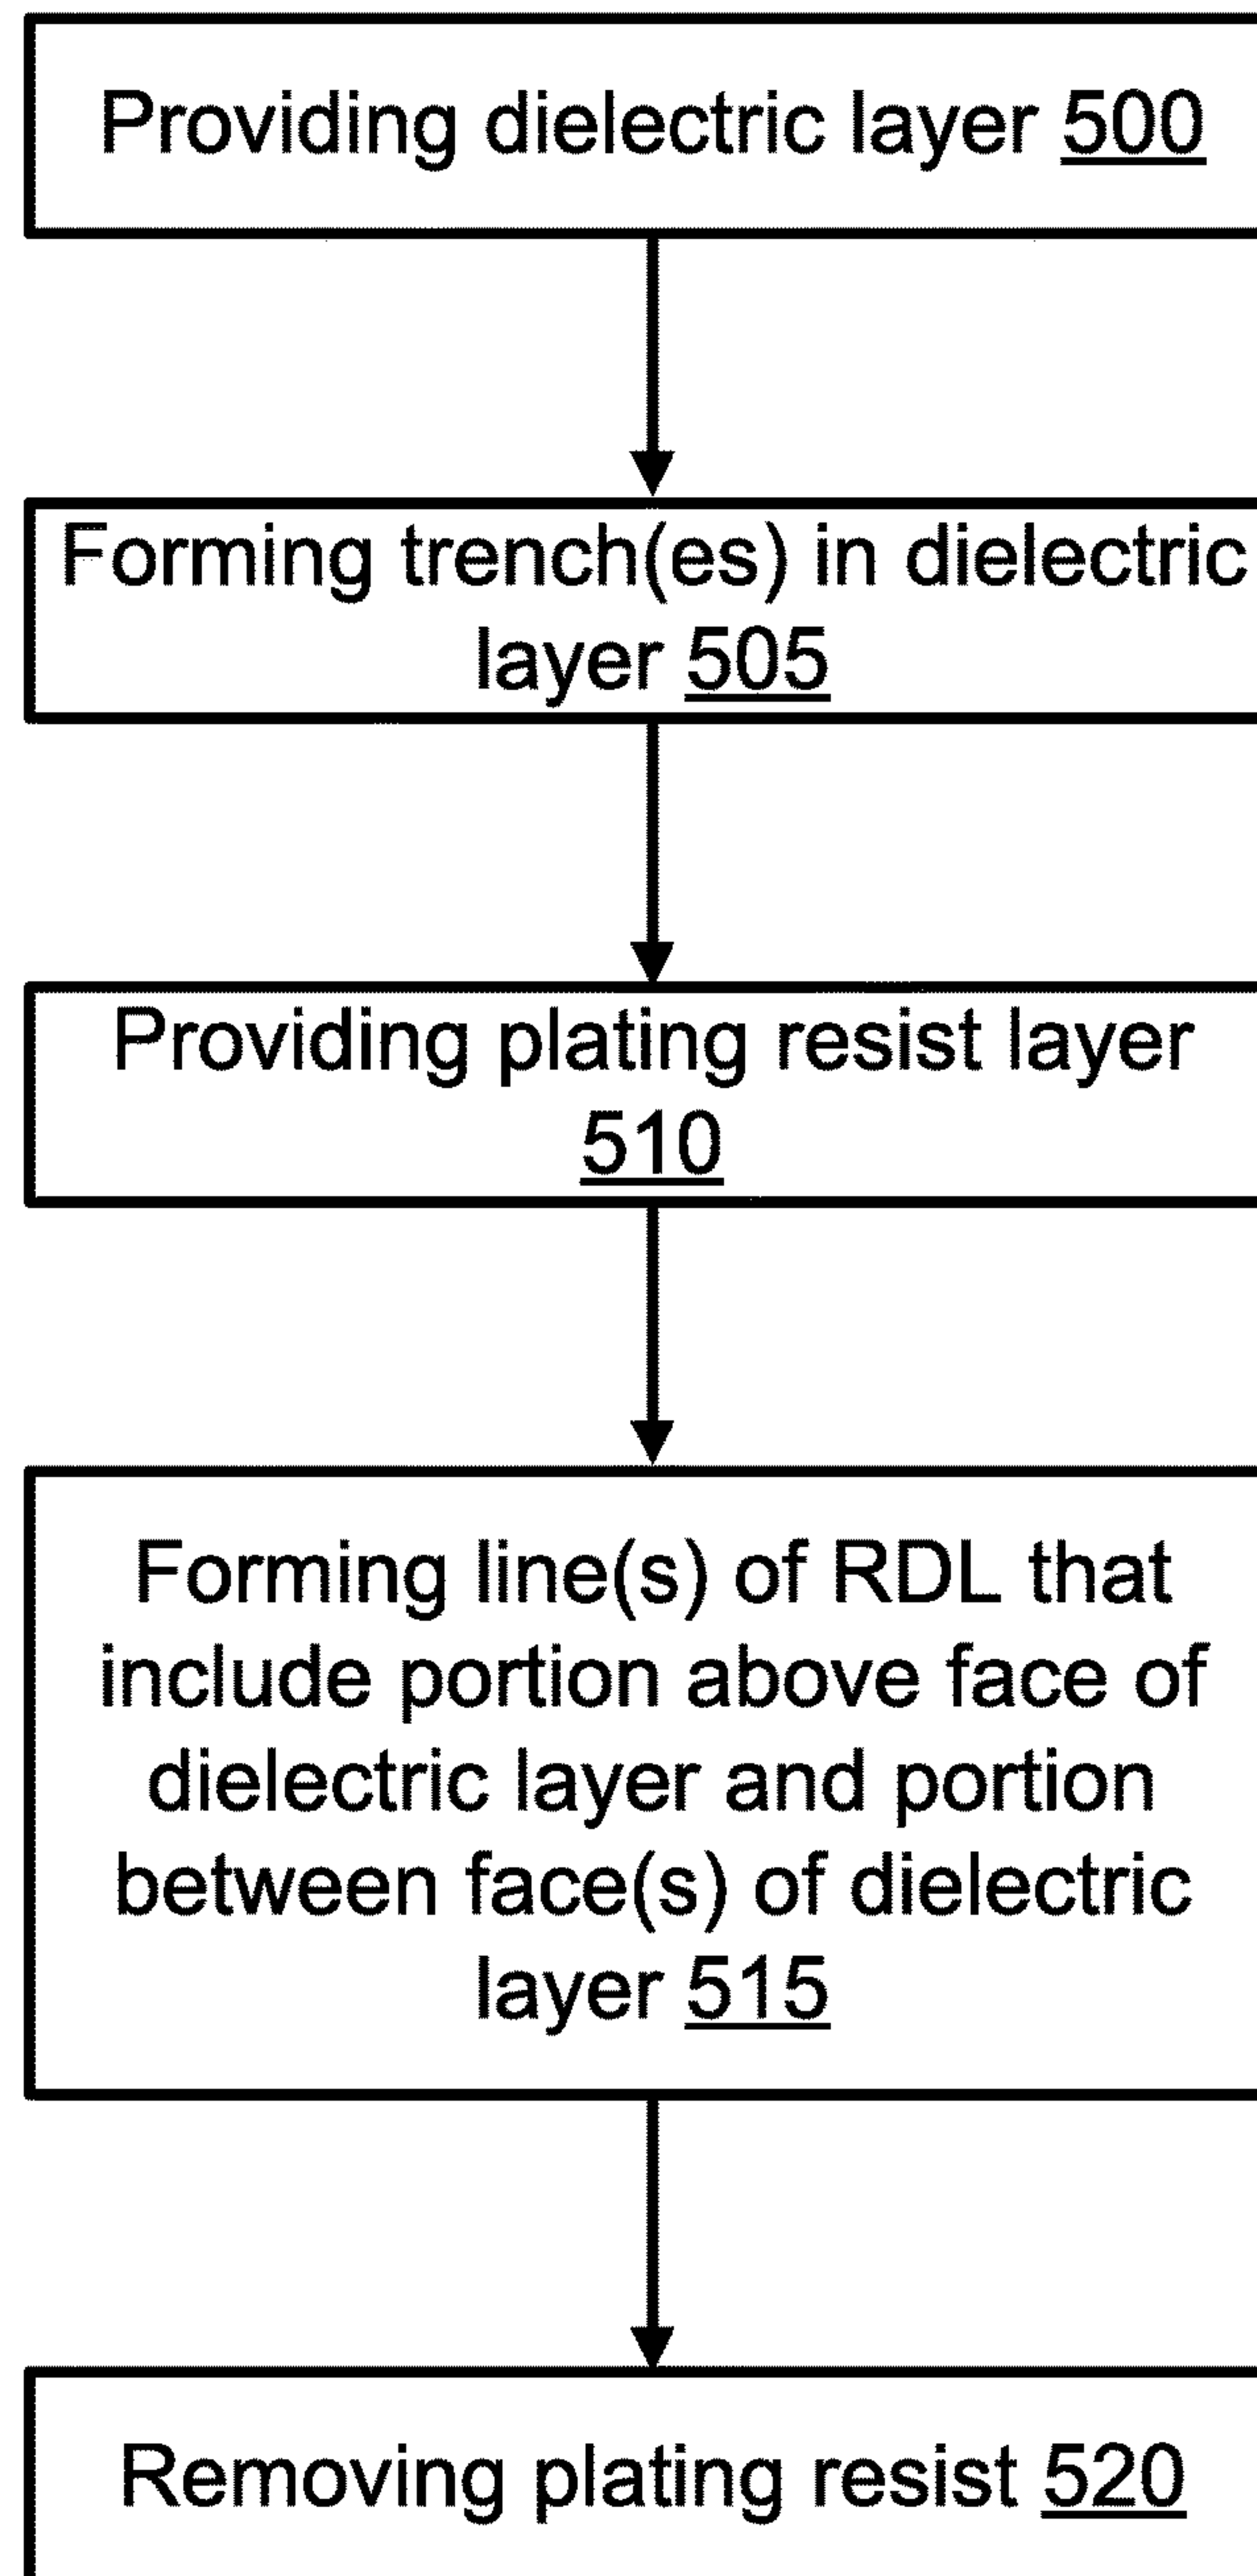 Providing dielectric layer 500
Forming trench(es) in dielectric
layer 505
Providing plating resist layer
510
Forming line(s) of RDL that
include portion above face of
dielectric layer and portion
between face(s) of dielectric
layer 515
Removing plating resist 520